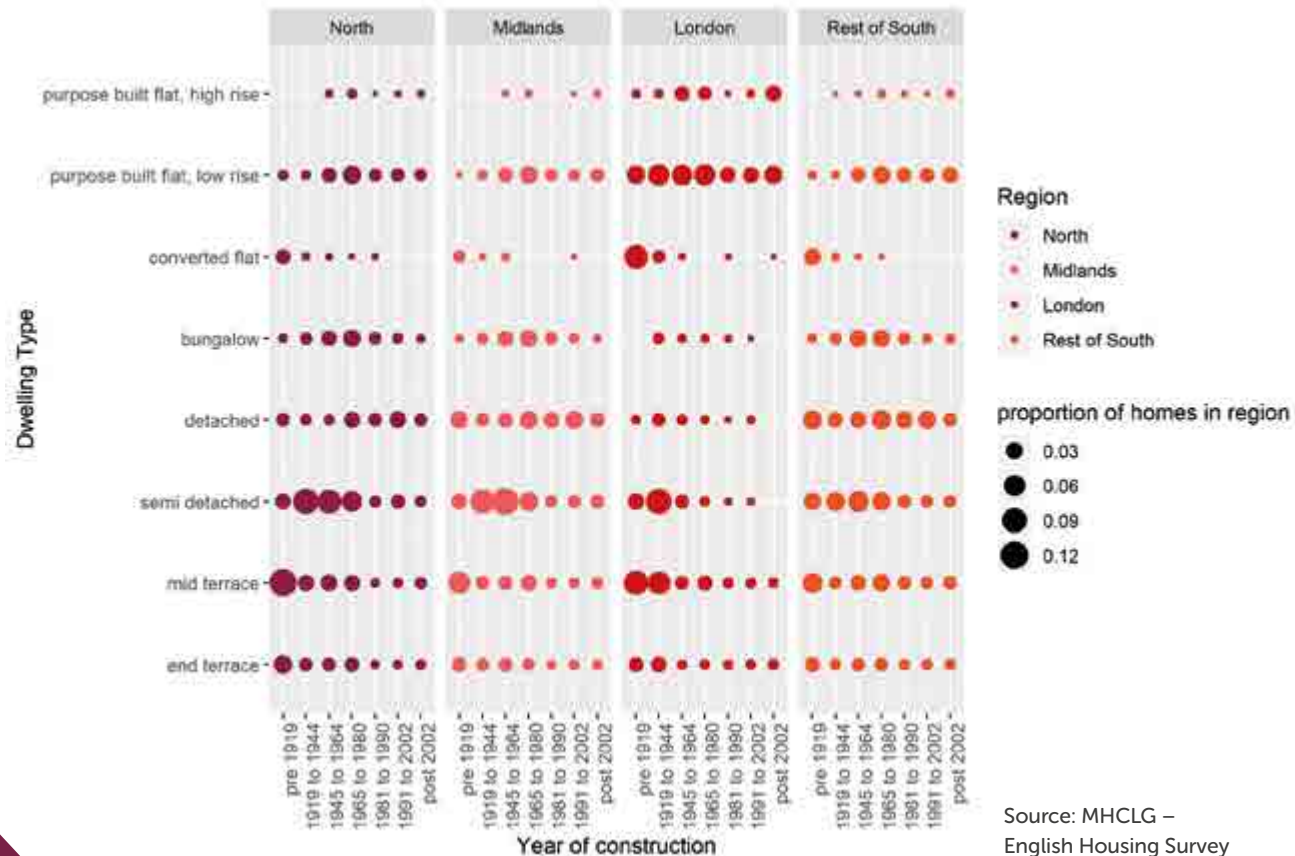 North
Midlands
London
Rest of South
Dwelling Type
purpose built flat, high rise
purpose built flat, low rise
converted flat
bungalow
detached
semi detached
mid terrace
end terrace
pre 1919
1919 to 1944
1945 to 1964
1965 to 1980
1981 to 1990
1991 to 2002
post 2002
pre 1919
1919 to 1944
1945 to 1964
1965 to 1980
1981 to 1990
1991 to 2002
post 2002
pre 1919
1919 to 1944
1945 to 1964
1965 to 1980
1981 to 1990
1991 to 2002
post 2002
pre 1919
1919 to 1944
1945 to 1964
1965 to 1980
1981 to 1990
1991 to 2002
post 2002
Year of construction
Region
North
Midlands
London
Rest of South
proportion of homes in region
0.03
0.06
0.09
0.12
Source: MHCLG –
English Housing Survey